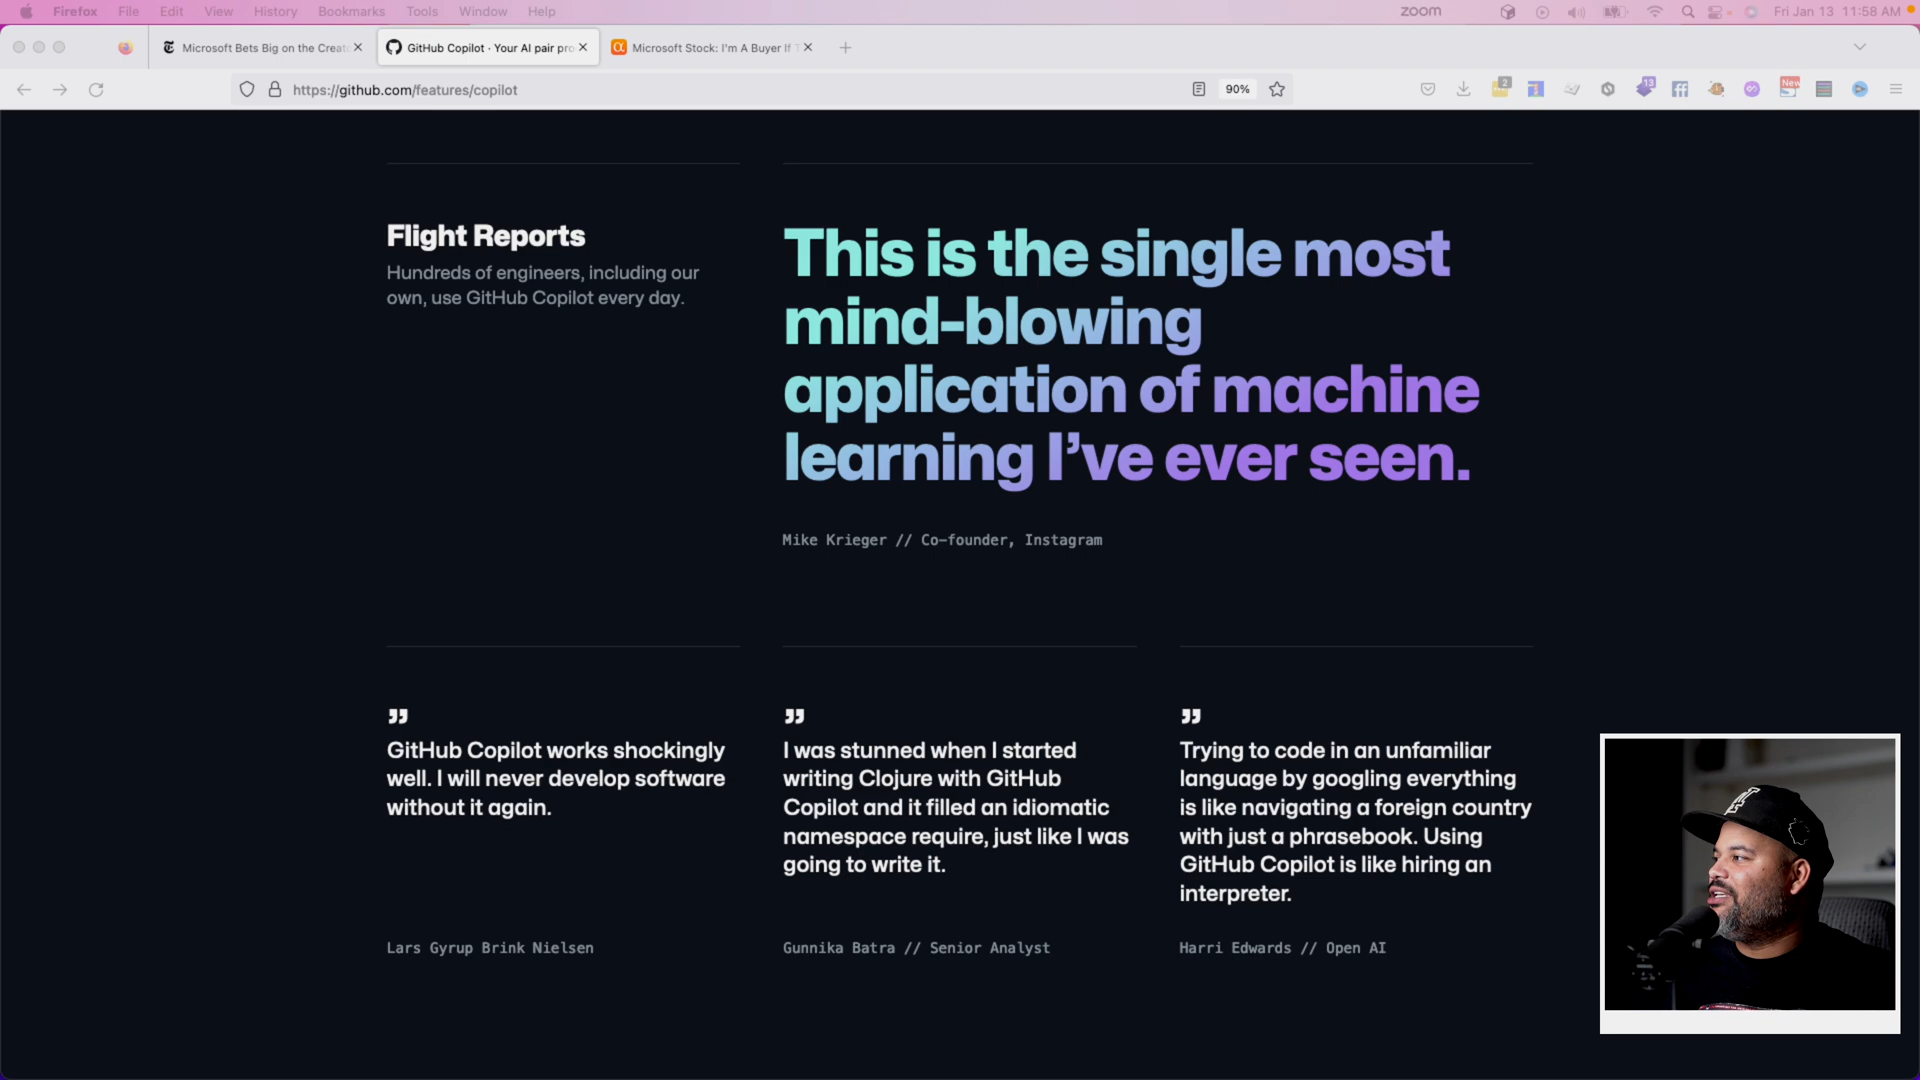 Firefox File Edit View History Bookmarks Tools Window Help zoom Fri Jan 13 11:58 AM
Microsoft Bets Big on the Creat
GitHub Copilot · Your AI pair pro
Microsoft Stock: I'm A Buyer If T
https://github.com/features/copilot
90%
2
19
New
Flight Reports
Hundreds of engineers, including our
own, use GitHub Copilot every day.
This is the single most
mind-blowing
application of machine
learning I’ve ever seen.
Mike Krieger // Co-founder, Instagram
”
GitHub Copilot works shockingly
well. I will never develop software
without it again.
Lars Gyrup Brink Nielsen
”
I was stunned when I started
writing Clojure with GitHub
Copilot and it filled an idiomatic
namespace require, just like I was
going to write it.
Gunnika Batra // Senior Analyst
”
Trying to code in an unfamiliar
language by googling everything
is like navigating a foreign country
with just a phrasebook. Using
GitHub Copilot is like hiring an
interpreter.
Harri Edwards // Open AI